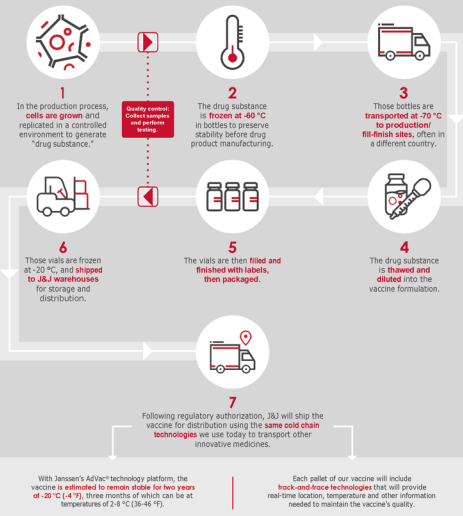 1
In the production process,
cells are grown and
replicated in a controlled
environment to generate
“drug substance.”
Quality control:
Collect samples
and perform
testing.
2
The drug substance
is frozen at -60 °C
in bottles to preserve
stability before drug
product manufacturing.
3
Those bottles are
transported at -70 °C
to production/
fill-finish sites, often in
a different country.
4
The drug substance
is thawed and
diluted into the
vaccine formulation.
5
The vials are then filled and
finished with labels,
then packaged.
6
Those vials are frozen
at -20 °C, and shipped
to J&J warehouses
for storage and
distribution.
7
Following regulatory authorization, J&J will ship the
vaccine for distribution using the same cold chain
technologies we use today to transport other
innovative medicines.
With Janssen’s AdVac® technology platform, the
vaccine is estimated to remain stable for two years
at -20 °C (-4 °F), three months of which can be at
temperatures of 2-8 °C (36-46 °F).
Each pallet of our vaccine will include
track-and-trace technologies that will provide
real-time location, temperature and other information
needed to maintain the vaccine’s quality.